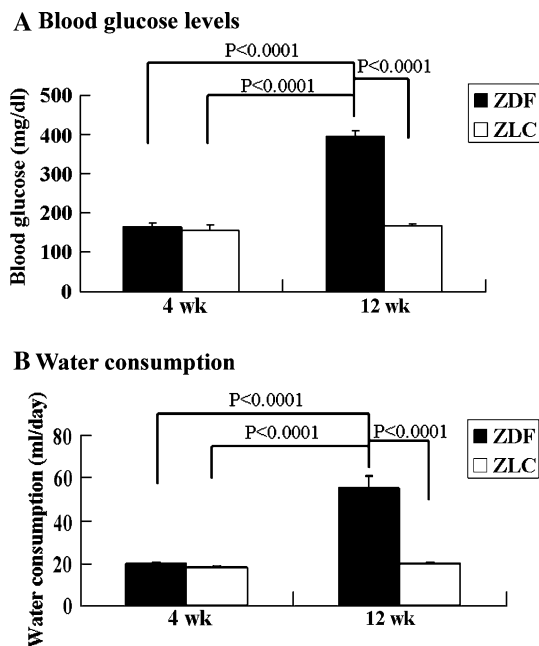 A Blood glucose levels
P<0.0001
P<0.0001
P<0.0001
ZDF
ZLC
Blood glucose (mg/dl)
500
400
300
200
100
0
4 wk
12 wk
B Water consumption
P<0.0001
P<0.0001
P<0.0001
ZDF
ZLC
Water consumption (ml/day)
80
60
40
20
0
4 wk
12 wk